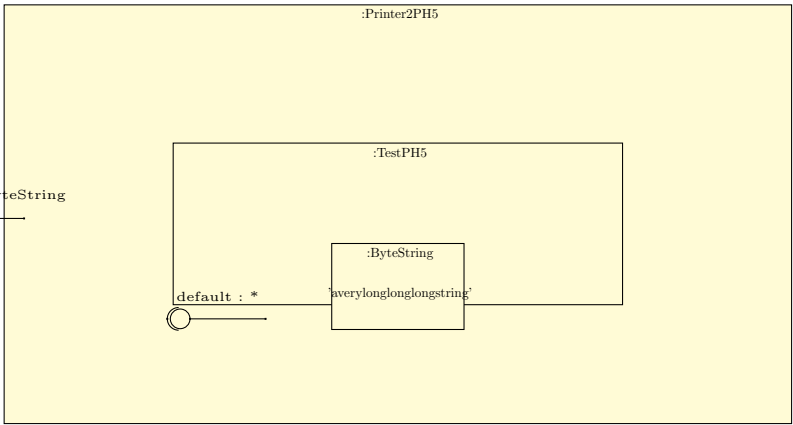 :Printer2PH5
:TestPH5
teString
:ByteString
'averylonglonglongstring'
default : *